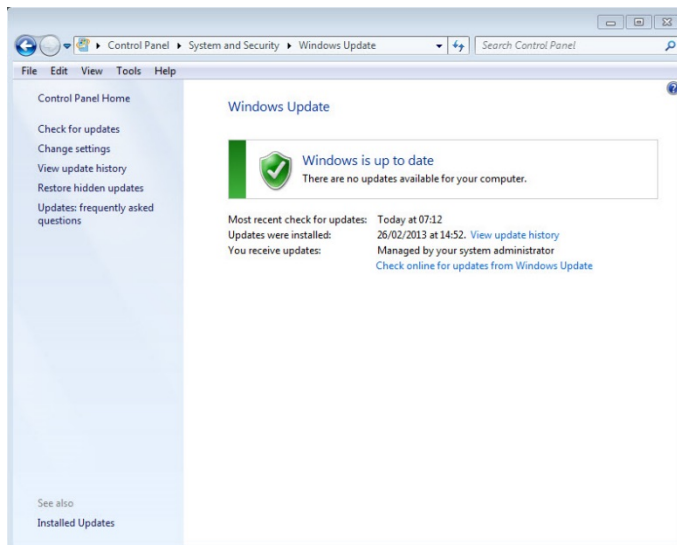 Control Panel ▸ System and Security ▸ Windows Update
Search Control Panel
File Edit View Tools Help
Control Panel Home
Check for updates
Change settings
View update history
Restore hidden updates
Updates: frequently asked
questions
Windows Update
Windows is up to date
There are no updates available for your computer.
Most recent check for updates: Today at 07:12
Updates were installed: 26/02/2013 at 14:52. View update history
You receive updates: Managed by your system administrator
Check online for updates from Windows Update
See also
Installed Updates